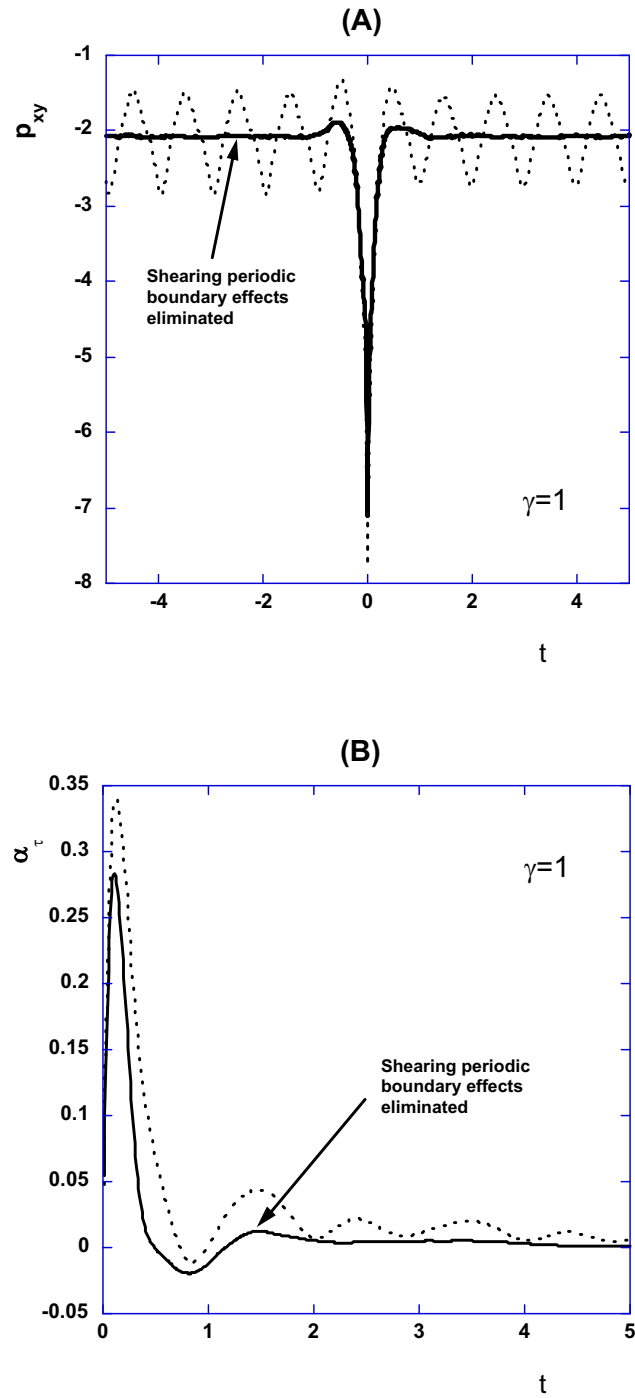 (A)
-1
-2
-3
-4
-5
-6
-7
-8
pxy
Shearing periodic
boundary effects
eliminated
γ=1
-4 -2 0 2 4
t
(B)
0.35
0.3
0.25
0.2
0.15
0.1
0.05
0
-0.05
ατ
γ=1
Shearing periodic
boundary effects
eliminated
0 1 2 3 4 5
t